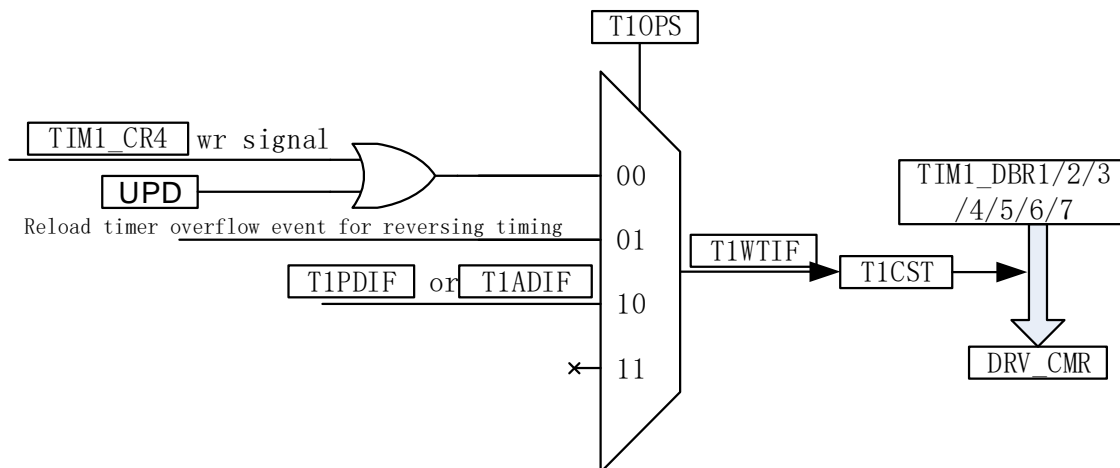 T1OPS
TIM1_CR4 wr signal
UPD
00
Reload timer overflow event for reversing timing
01
T1PDIF or T1ADIF
10
11
T1WTIF
T1CST
TIM1_DBR1/2/3
/4/5/6/7
DRV_CMR